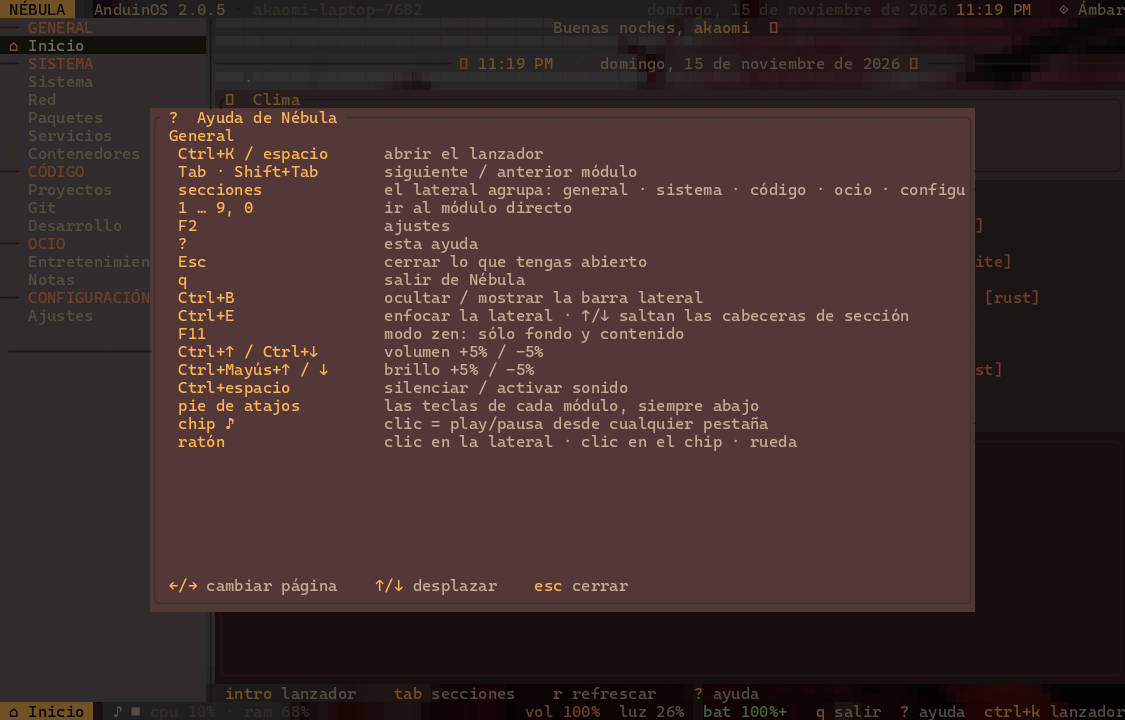 NÉBULA AnduinOS 2.0.5 · akaomi-laptop-7682 domingo, 15 de noviembre de 2026 11:19 PM Ámbar
GENERAL
Buenas noches, akaomi
Inicio
SISTEMA
11:19 PM · domingo, 15 de noviembre de 2026
Sistema
Red
Clima
Paquetes
Servicios
Contenedores
CÓDIGO
Proyectos
Git
Desarrollo
OCIO
Entretenimien
Notas
CONFIGURACIÓN
Ajustes
? Ayuda de Nébula
General
Ctrl+K / espacio abrir el lanzador
Tab · Shift+Tab siguiente / anterior módulo
secciones el lateral agrupa: general · sistema · código · ocio · configu
1 … 9, 0 ir al módulo directo
F2 ajustes
? esta ayuda
Esc cerrar lo que tengas abierto
q salir de Nébula
Ctrl+B ocultar / mostrar la barra lateral
Ctrl+E enfocar la lateral · ↑/↓ saltan las cabeceras de sección
F11 modo zen: sólo fondo y contenido
Ctrl+↑ / Ctrl+↓ volumen +5% / −5%
Ctrl+Mayús+↑ / ↓ brillo +5% / −5%
Ctrl+espacio silenciar / activar sonido
pie de atajos las teclas de cada módulo, siempre abajo
chip ♪ clic = play/pausa desde cualquier pestaña
ratón clic en la lateral · clic en el chip · rueda
←/→ cambiar página ↑/↓ desplazar esc cerrar
]
ite]
[rust]
st]
intro lanzador tab secciones r refrescar ? ayuda
Inicio ♪ ■ cpu 10% · ram 68% vol 100% luz 26% bat 100%+ q salir ? ayuda ctrl+k lanzador